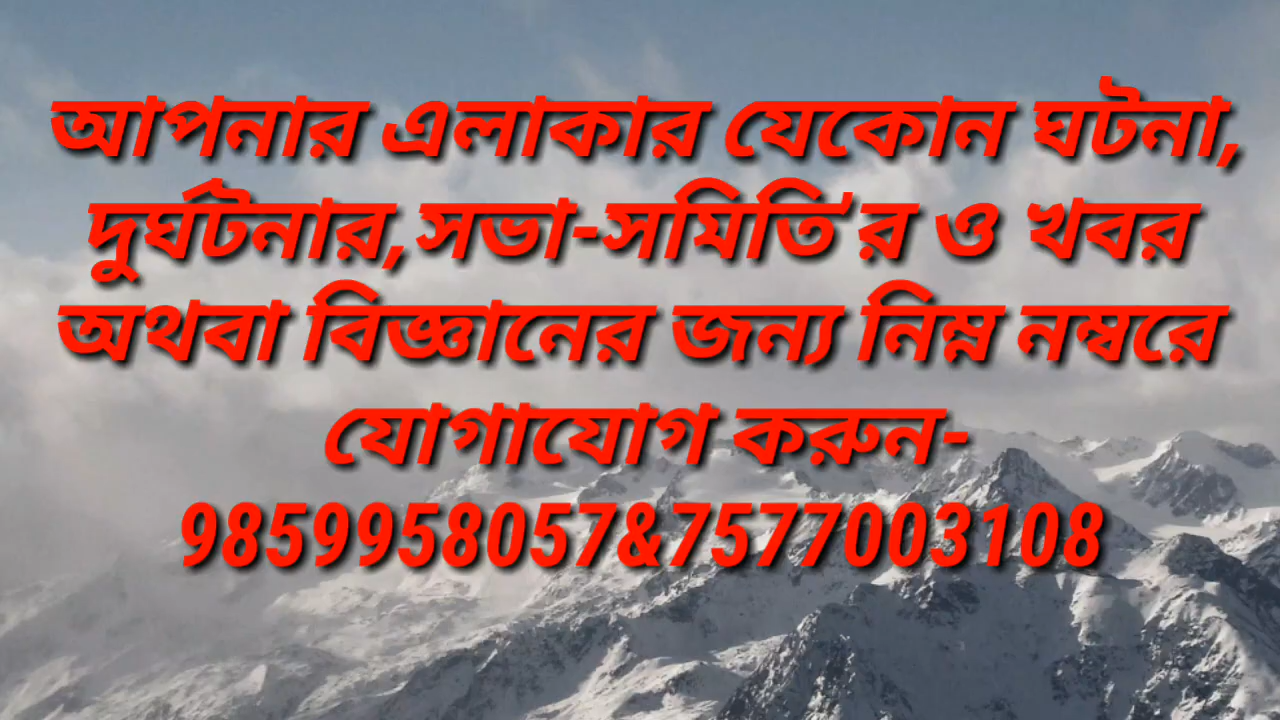 আপনার এলাকার যেকোন ঘটনা,
দুর্ঘটনার,সভা-সমিতি'র ও খবর
অথবা বিজ্ঞানের জন্য নিম্ন নম্বরে
যোগাযোগ করুন-
9859958057&7577003108